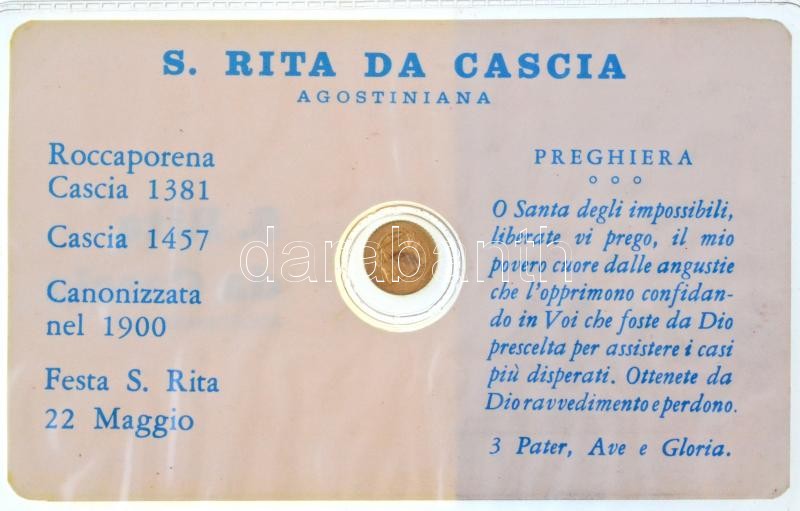 S. RITA DA CASCIA
AGOSTINIANA
Roccaporena
Cascia 1381
Cascia 1457
Canonizzata
nel 1900
Festa S. Rita
22 Maggio
PREGHIERA
O Santa degli impossibili,
liberate vi prego, il mio
povero cuore dalle angustie
che l'opprimono confidan-
do in Voi che foste da Dio
prescelta per assistere i casi
più disperati. Ottenete da
Dio ravvedimento e perdono.
3 Pater, Ave e Gloria.
darabanth